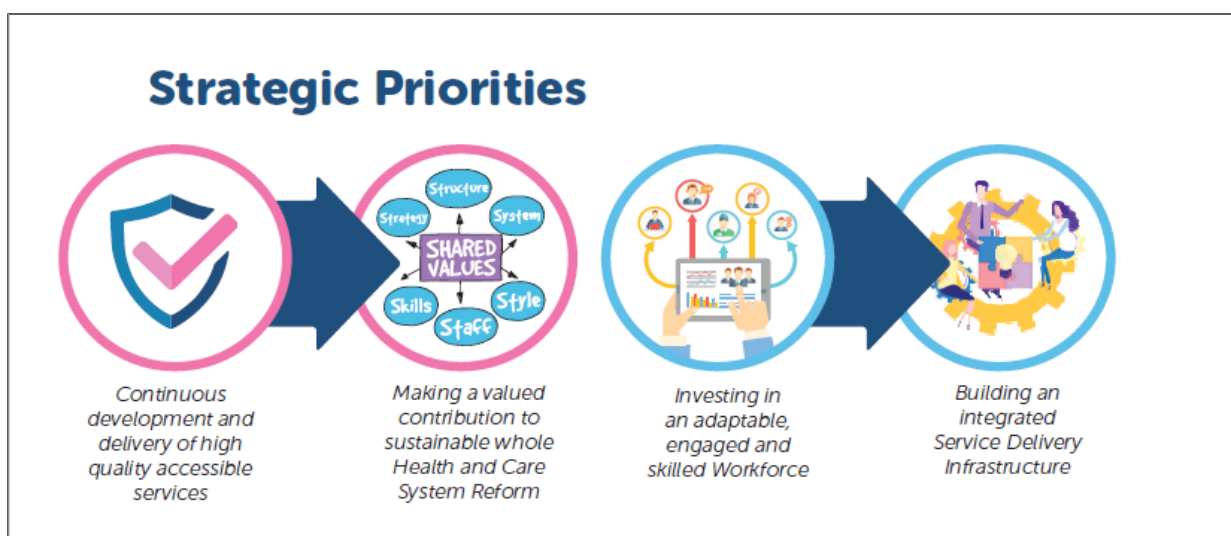 Strategic Priorities
Structure
Strategy
System
SHARED
VALUES
Skills
Style
Staff
Continuous
development and
delivery of high
quality accessible
services
Making a valued
contribution to
sustainable whole
Health and Care
System Reform
Investing in
an adaptable,
engaged and
skilled Workforce
Building an
integrated
Service Delivery
Infrastructure